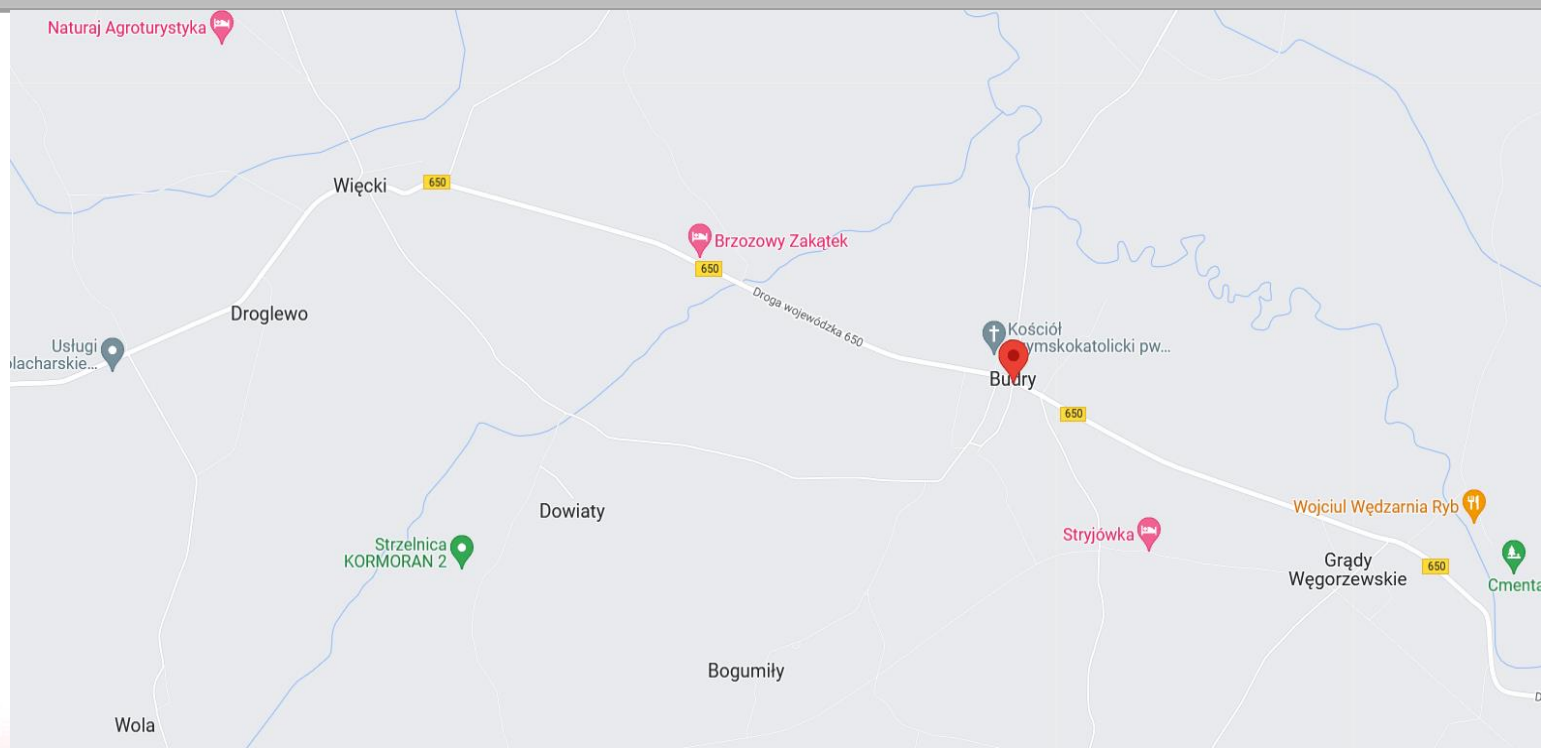 Naturaj Agroturystyka
Więcki
650
Brzozowy Zakątek
650
Droga wojewódzka 650
Droglewo
Usługi
Kościół
pw...
Budry
650
Dowiaty
Strzelnica
KORMORAN 2
Stryjówka
Wojciul Wędzarnia Ryb
Grądy
Węgorzewskie
650
Bogumiły
Wola